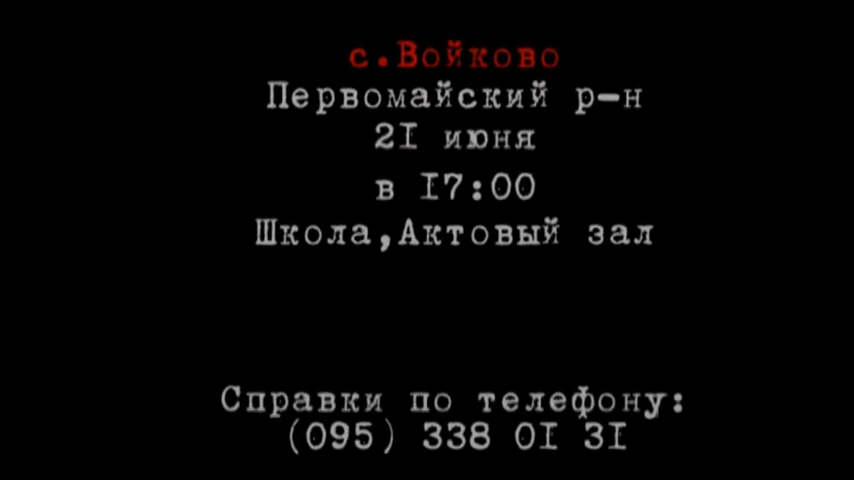 с.Войково
Первомайский р-н
21 июня
в 17:00
Школа,Актовый зал
Справки по телефону:
(095) 338 01 31